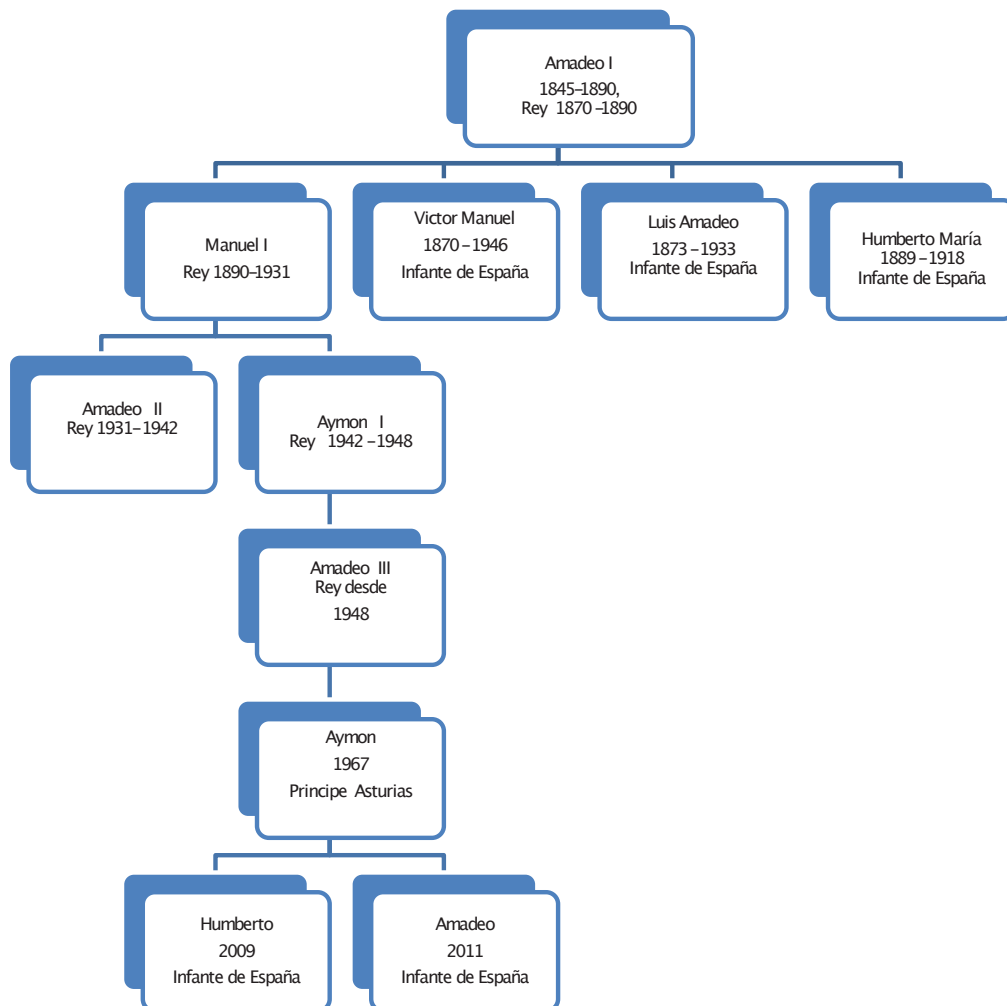 Amadeo I
1845-1890,
Rey 1870-1890
Manuel I
Rey 1890-1931
Victor Manuel
1870-1946
Infante de España
Luis Amadeo
1873-1933
Infante de España
Humberto María
1889-1918
Infante de España
Amadeo II
Rey 1931-1942
Aymon I
Rey 1942-1948
Amadeo III
Rey desde
1948
Aymon
1967
Principe Asturias
Humberto
2009
Infante de España
Amadeo
2011
Infante de España